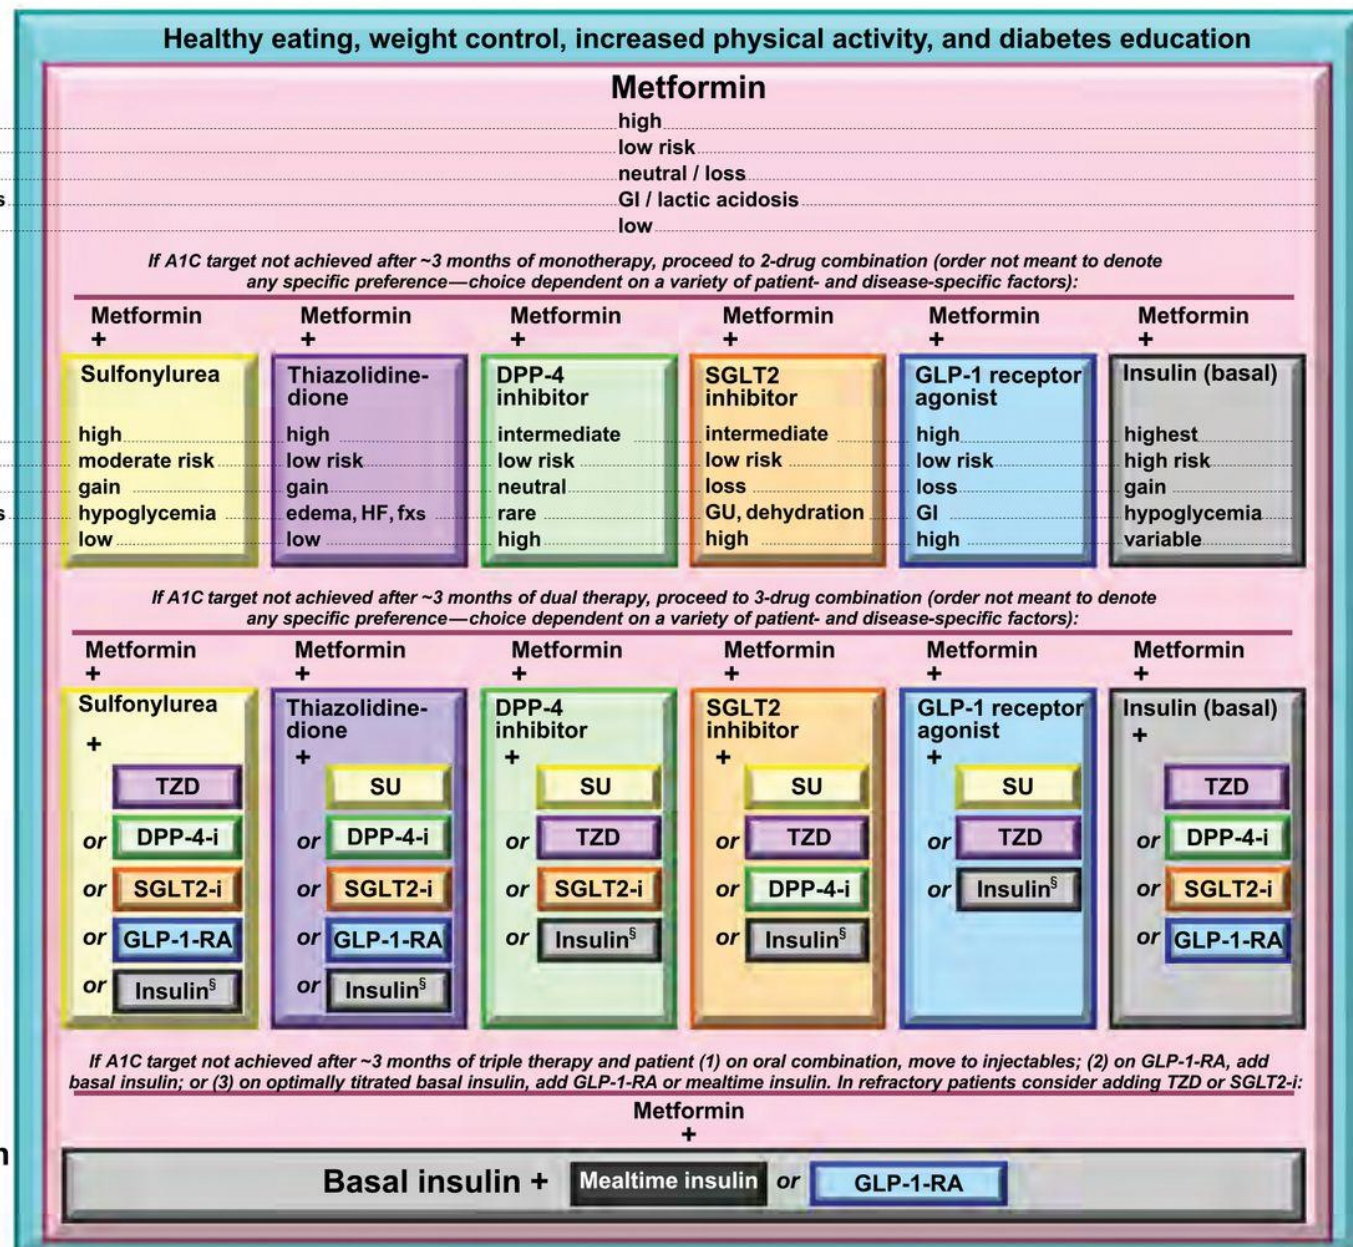 Healthy eating, weight control, increased physical activity, and diabetes education
Metformin
high
low risk
neutral / loss
s GI / lactic acidosis
low
If A1C target not achieved after ~3 months of monotherapy, proceed to 2-drug combination (order not meant to denote
any specific preference—choice dependent on a variety of patient- and disease-specific factors):
Metformin Metformin Metformin Metformin Metformin Metformin
+ + + + + +
Sulfonylurea Thiazolidine- DPP-4 SGLT2 GLP-1 receptor Insulin (basal)
dione inhibitor inhibitor agonist
high high intermediate intermediate high highest
moderate risk low risk low risk low risk low risk high risk
gain gain neutral loss loss gain
s hypoglycemia edema, HF, fxs rare GU, dehydration GI hypoglycemia
low low high high high variable
If A1C target not achieved after ~3 months of dual therapy, proceed to 3-drug combination (order not meant to denote
any specific preference—choice dependent on a variety of patient- and disease-specific factors):
Metformin Metformin Metformin Metformin Metformin Metformin
+ + + + + +
Sulfonylurea Thiazolidine- DPP-4 SGLT2 GLP-1 receptor Insulin (basal)
dione inhibitor inhibitor agonist
+ + + + + +
TZD SU SU SU SU TZD
or DPP-4-i or DPP-4-i or TZD or TZD or TZD or DPP-4-i
or SGLT2-i or SGLT2-i or SGLT2-i or DPP-4-i or Insulin§ or SGLT2-i
or GLP-1-RA or GLP-1-RA or Insulin§ or Insulin§ or GLP-1-RA
or Insulin§ or Insulin§
If A1C target not achieved after ~3 months of triple therapy and patient (1) on oral combination, move to injectables; (2) on GLP-1-RA, add
basal insulin; or (3) on optimally titrated basal insulin, add GLP-1-RA or mealtime insulin. In refractory patients consider adding TZD or SGLT2-i:
Metformin
+
n Basal insulin + Mealtime insulin or GLP-1-RA